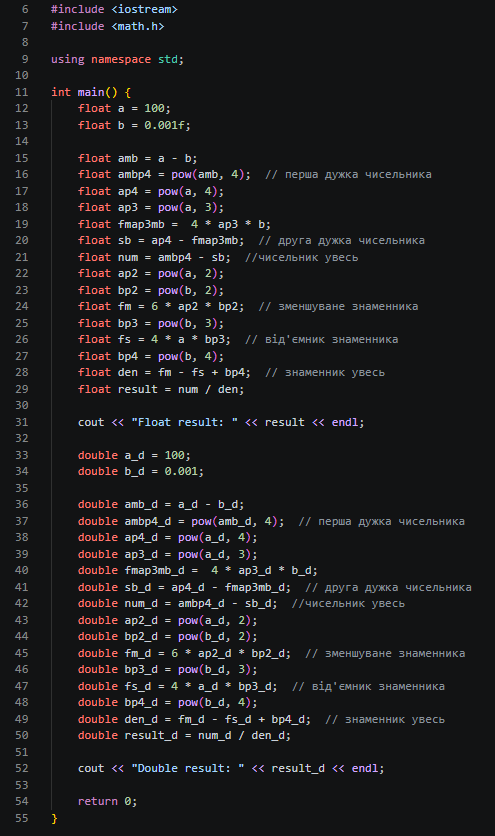 6 #include <iostream>
7 #include <math.h>
8
9 using namespace std;
10
11 int main() {
12     float a = 100;
13     float b = 0.001f;
14
15     float amb = a - b;
16     float ambp4 = pow(amb, 4);  // перша дужка чисельника
17     float ap4 = pow(a, 4);
18     float ap3 = pow(a, 3);
19     float fmap3mb =  4 * ap3 * b;
20     float sb = ap4 - fmap3mb;  // друга дужка чисельника
21     float num = ambp4 - sb;  //чисельник увесь
22     float ap2 = pow(a, 2);
23     float bp2 = pow(b, 2);
24     float fm = 6 * ap2 * bp2;  // зменшуване знаменника
25     float bp3 = pow(b, 3);
26     float fs = 4 * a * bp3;  // від'ємник знаменника
27     float bp4 = pow(b, 4);
28     float den = fm - fs + bp4;  // знаменник увесь
29     float result = num / den;
30
31     cout << "Float result: " << result << endl;
32
33     double a_d = 100;
34     double b_d = 0.001;
35
36     double amb_d = a_d - b_d;
37     double ambp4_d = pow(amb_d, 4);  // перша дужка чисельника
38     double ap4_d = pow(a_d, 4);
39     double ap3_d = pow(a_d, 3);
40     double fmap3mb_d =  4 * ap3_d * b_d;
41     double sb_d = ap4_d - fmap3mb_d;  // друга дужка чисельника
42     double num_d = ambp4_d - sb_d;  //чисельник увесь
43     double ap2_d = pow(a_d, 2);
44     double bp2_d = pow(b_d, 2);
45     double fm_d = 6 * ap2_d * bp2_d;  // зменшуване знаменника
46     double bp3_d = pow(b_d, 3);
47     double fs_d = 4 * a_d * bp3_d;  // від'ємник знаменника
48     double bp4_d = pow(b_d, 4);
49     double den_d = fm_d - fs_d + bp4_d;  // знаменник увесь
50     double result_d = num_d / den_d;
51
52     cout << "Double result: " << result_d << endl;
53
54     return 0;
55 }